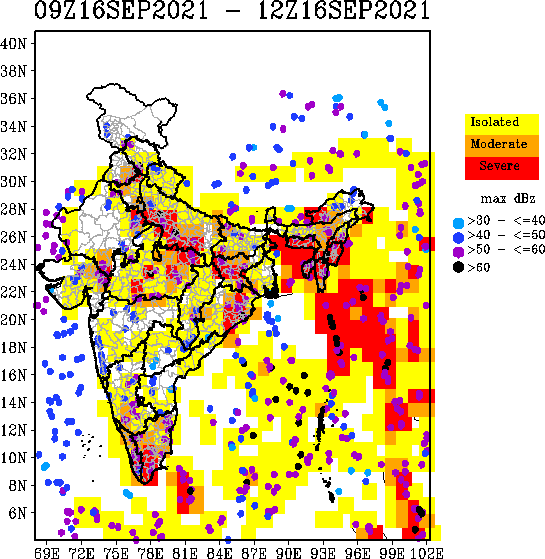 09Z16SEP2021 − 12Z16SEP2021
40N
38N
36N
34N
32N
30N
28N
26N
24N
22N
20N
18N
16N
14N
12N
10N
8N
6N
69E 72E 75E 78E 81E 84E 87E 90E 93E 96E 99E 102E
Isolated
Moderate
Severe
max dBz
>30 − <=40
>40 − <=50
>50 − <=60
>60